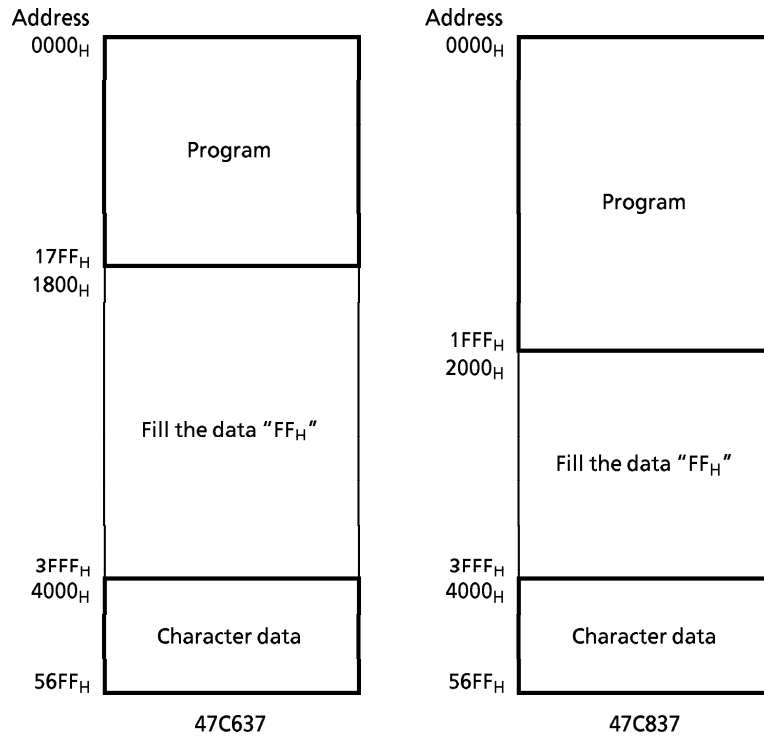 Address
0000H
Program
17FFH
1800H
Fill the data “FFH”
3FFFH
4000H
Character data
56FFH
47C637
Address
0000H
Program
1FFFH
2000H
Fill the data “FFH”
3FFFH
4000H
Character data
56FFH
47C837